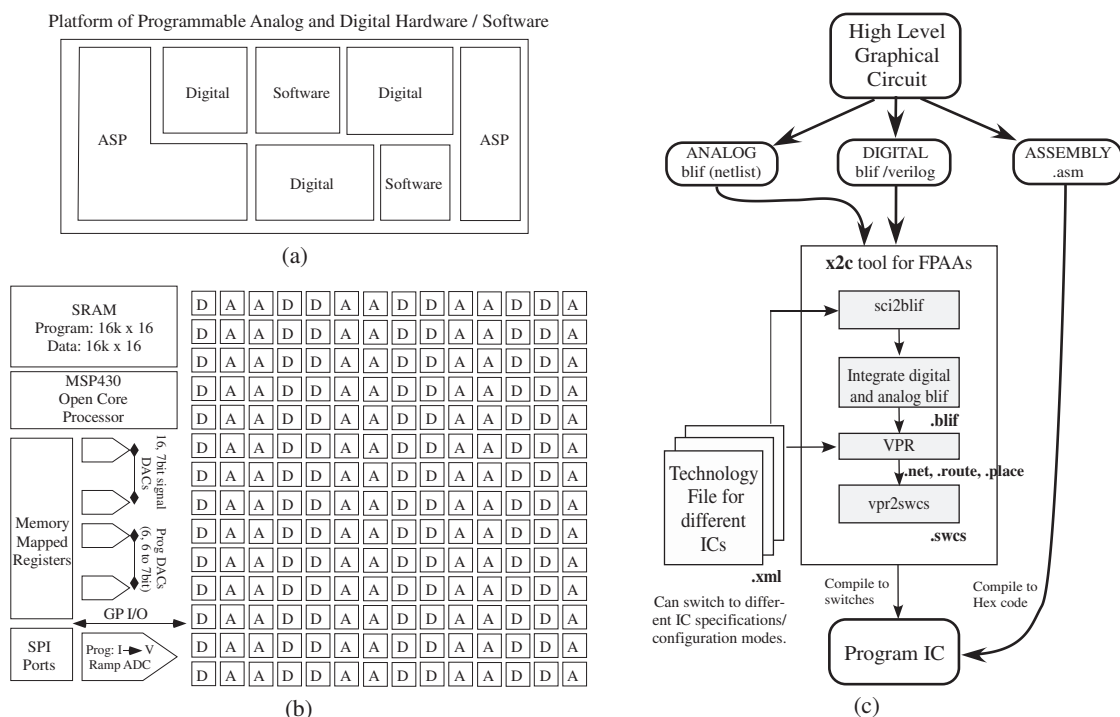 Platform of Programmable Analog and Digital Hardware / Software
ASP
Digital
Software
Digital
ASP
Digital
Software
(a)
SRAM
Program: 16k x 16
Data: 16k x 16
MSP430
Open Core
Processor
Memory
Mapped
Registers
16, 7bit signal
DACs
Prog DACs
(6, 6 to 7bit)
GP I/O
SPI
Ports
Prog: I V
Ramp ADC
D A A D D A A D D A A D D A
D A A D D A A D D A A D D A
D A A D D A A D D A A D D A
D A A D D A A D D A A D D A
D A A D D A A D D A A D D A
D A A D D A A D D A A D D A
D A A D D A A D D A A D D A
D A A D D A A D D A A D D A
D A A D D A A D D A A D D A
D A A D D A A D D A A D D A
D A A D D A A D D A A D D A
D A A D D A A D D A A D D A
D A A D D A A D D A A D D A
D A A D D A A D D A A D D A
(b)
High Level
Graphical
Circuit
ANALOG
blif (netlist)
DIGITAL
blif /verilog
ASSEMBLY
.asm
x2c tool for FPAAs
sci2blif
Integrate digital
and analog blif
.blif
VPR
.net, .route, .place
vpr2swcs
.swcs
Technology
File for
different
ICs
.xml
Can switch to differ-
ent IC specifications/
configuration modes.
Compile to
switches
Compile to
Hex code
Program IC
(c)